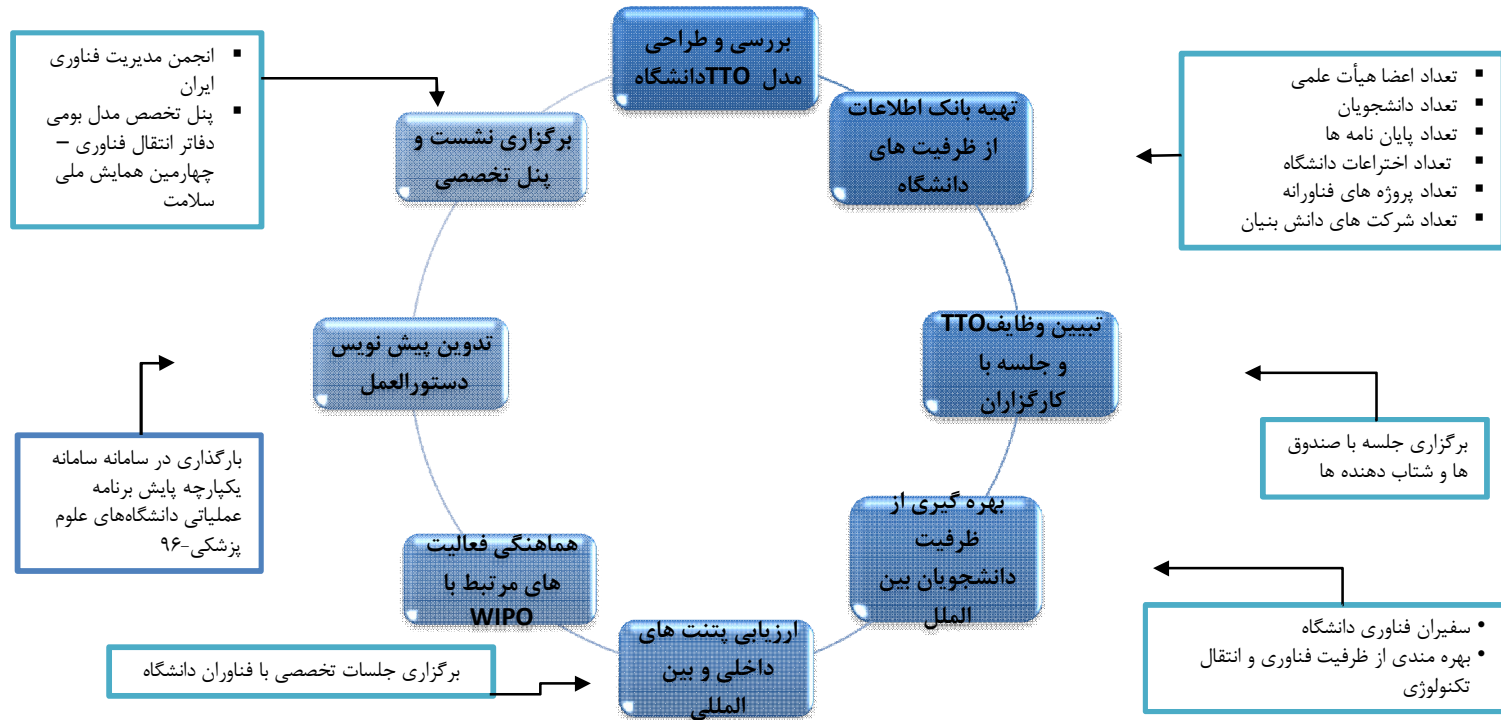 بررسی و طراحی
مدل TTOدانشگاه
تهیه بانک اطلاعات
از ظرفیت های
دانشگاه
تعداد اعضا هیأت علمی
تعداد دانشجویان
تعداد پایان نامه ها
تعداد اختراعات دانشگاه
تعداد پروژه های فناورانه
تعداد شرکت های دانش بنیان
تبیین وظایفTTO
و جلسه با
کارگزاران
برگزاری جلسه با صندوق
ها و شتاب دهنده ها
بهره گیری از
ظرفیت
دانشجویان بین
الملل
سفیران فناوری دانشگاه
بهره مندی از ظرفیت فناوری و انتقال
تکنولوژی
ارزیابی پتنت های
داخلی و بین
المللی
برگزاری جلسات تخصصی با فناوران دانشگاه
هماهنگی فعالیت
های مرتبط با
WIPO
تدوین پیش نویس
دستورالعمل
بارگذاری در سامانه سامانه
یکپارچه پایش برنامه
عملیاتی دانشگاه‌های علوم
پزشکی-۹۶
برگزاری نشست و
پنل تخصصی
انجمن مدیریت فناوری
ایران
پنل تخصص مدل بومی
دفاتر انتقال فناوری –
چهارمین همایش ملی
سلامت